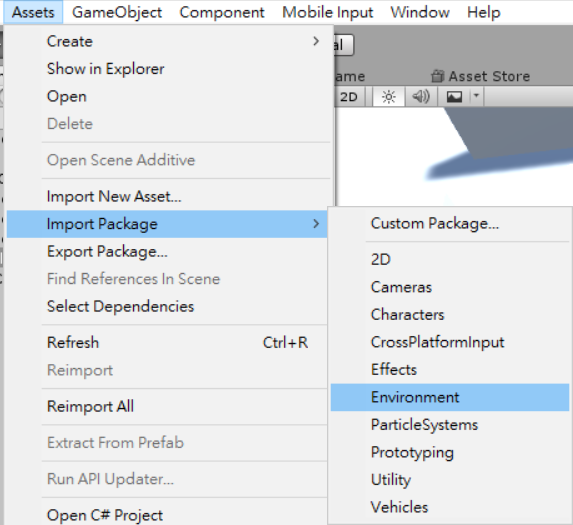 Assets GameObject Component Mobile Input Window Help
Create
Show in Explorer
Asset Store
Open
2D
Delete
Open Scene Additive
Import New Asset...
Import Package
Custom Package...
Export Package...
2D
Find References In Scene
Cameras
Select Dependencies
Characters
Refresh Ctrl+R
CrossPlatformInput
Reimport
Effects
Reimport All
Environment
ParticleSystems
Extract From Prefab
Prototyping
Run API Updater...
Utility
Open C# Project
Vehicles